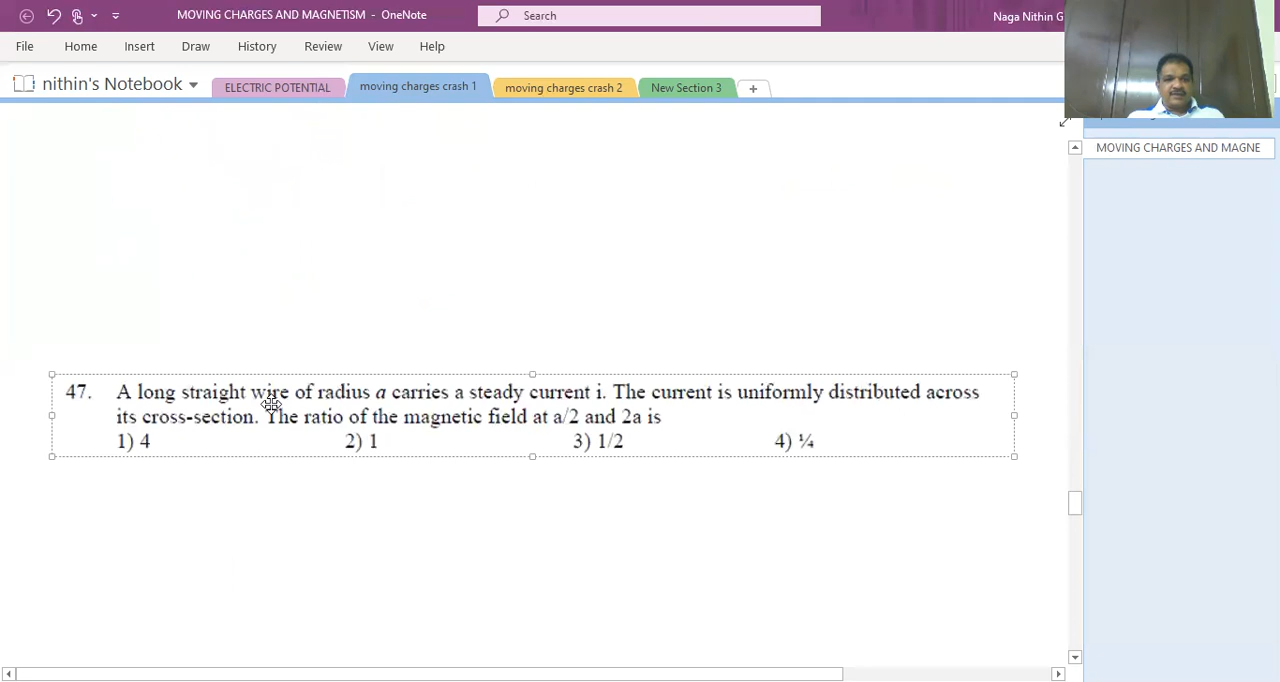 MOVING CHARGES AND MAGNETISM - OneNote
Search
Naga Nithin G
File Home Insert Draw History Review View Help
nithin's Notebook
ELECTRIC POTENTIAL
moving charges crash 1
moving charges crash 2
New Section 3
MOVING CHARGES AND MAGNE
47. A long straight wire of radius a carries a steady current i. The current is uniformly distributed across
its cross-section. The ratio of the magnetic field at a/2 and 2a is
1) 4 2) 1 3) 1/2 4) ¼